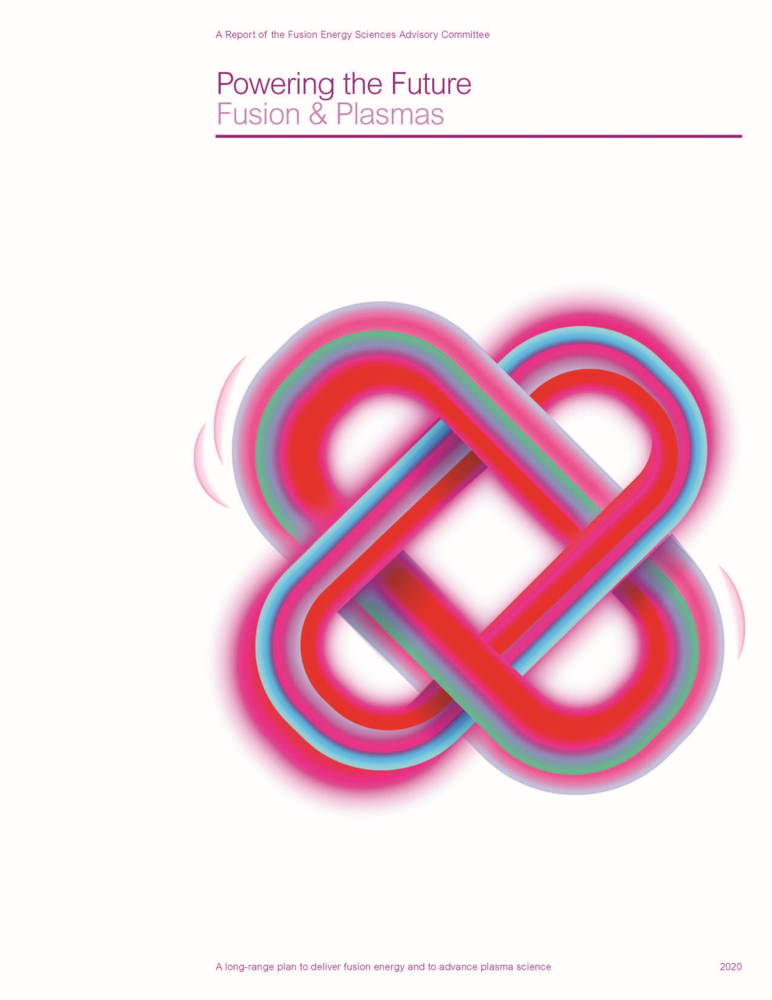 A Report of the Fusion Energy Sciences Advisory Committee
Powering the Future
Fusion & Plasmas
A long-range plan to deliver fusion energy and to advance plasma science
2020